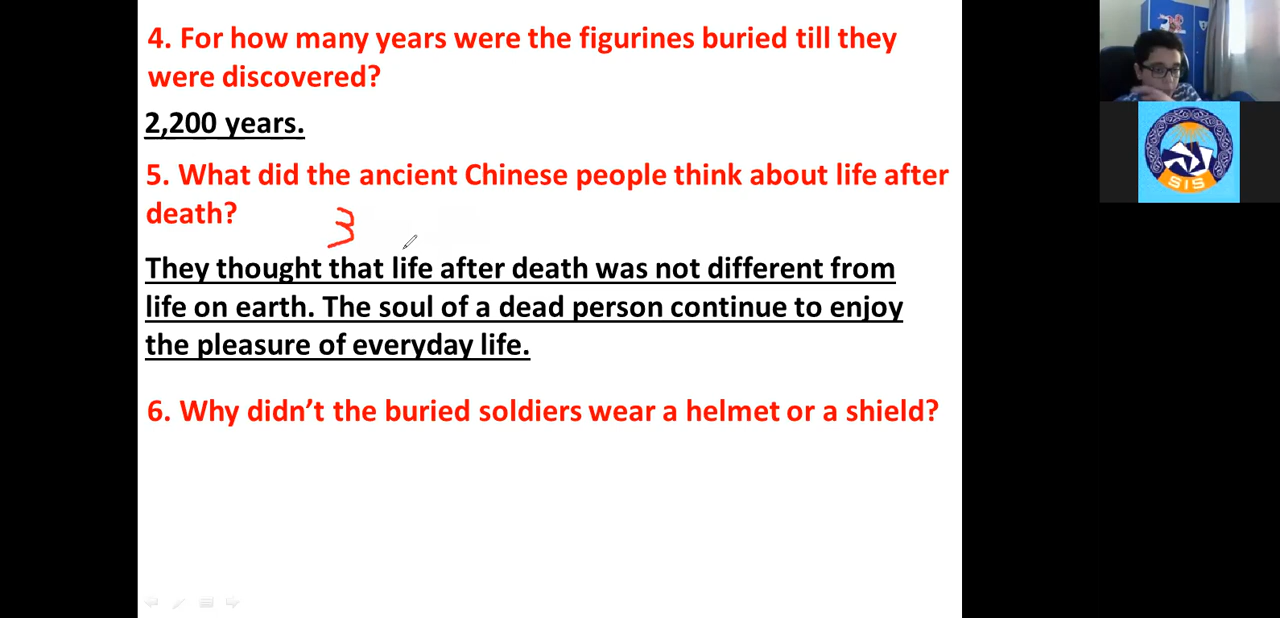 4. For how many years were the figurines buried till they
were discovered?
2,200 years.
5. What did the ancient Chinese people think about life after
death?
3
They thought that life after death was not different from
life on earth. The soul of a dead person continue to enjoy
the pleasure of everyday life.
6. Why didn’t the buried soldiers wear a helmet or a shield?
SIS